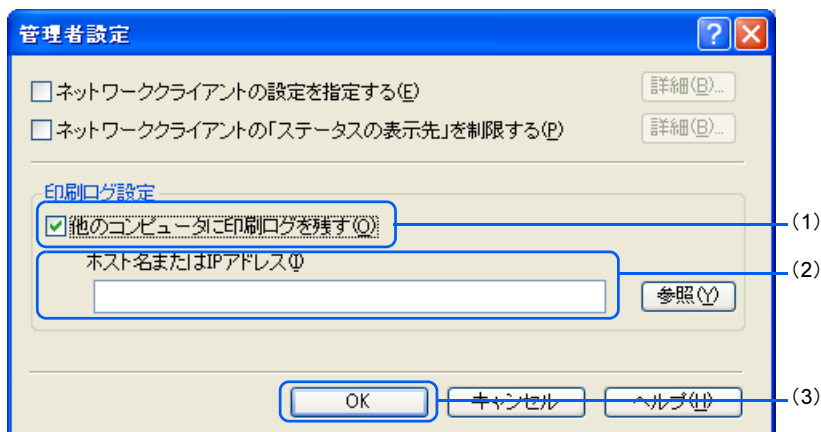 管理者設定
ネットワーククライアントの設定を指定する(E)
詳細(B)...
ネットワーククライアントの「ステータスの表示先」を制限する(P)
詳細(B)...
印刷ログ設定
他のコンピュータに印刷ログを残す(O)
(1)
ホスト名またはIPアドレス(I)
(2)
参照(Y)
OK
キャンセル
ヘルプ(H)
(3)